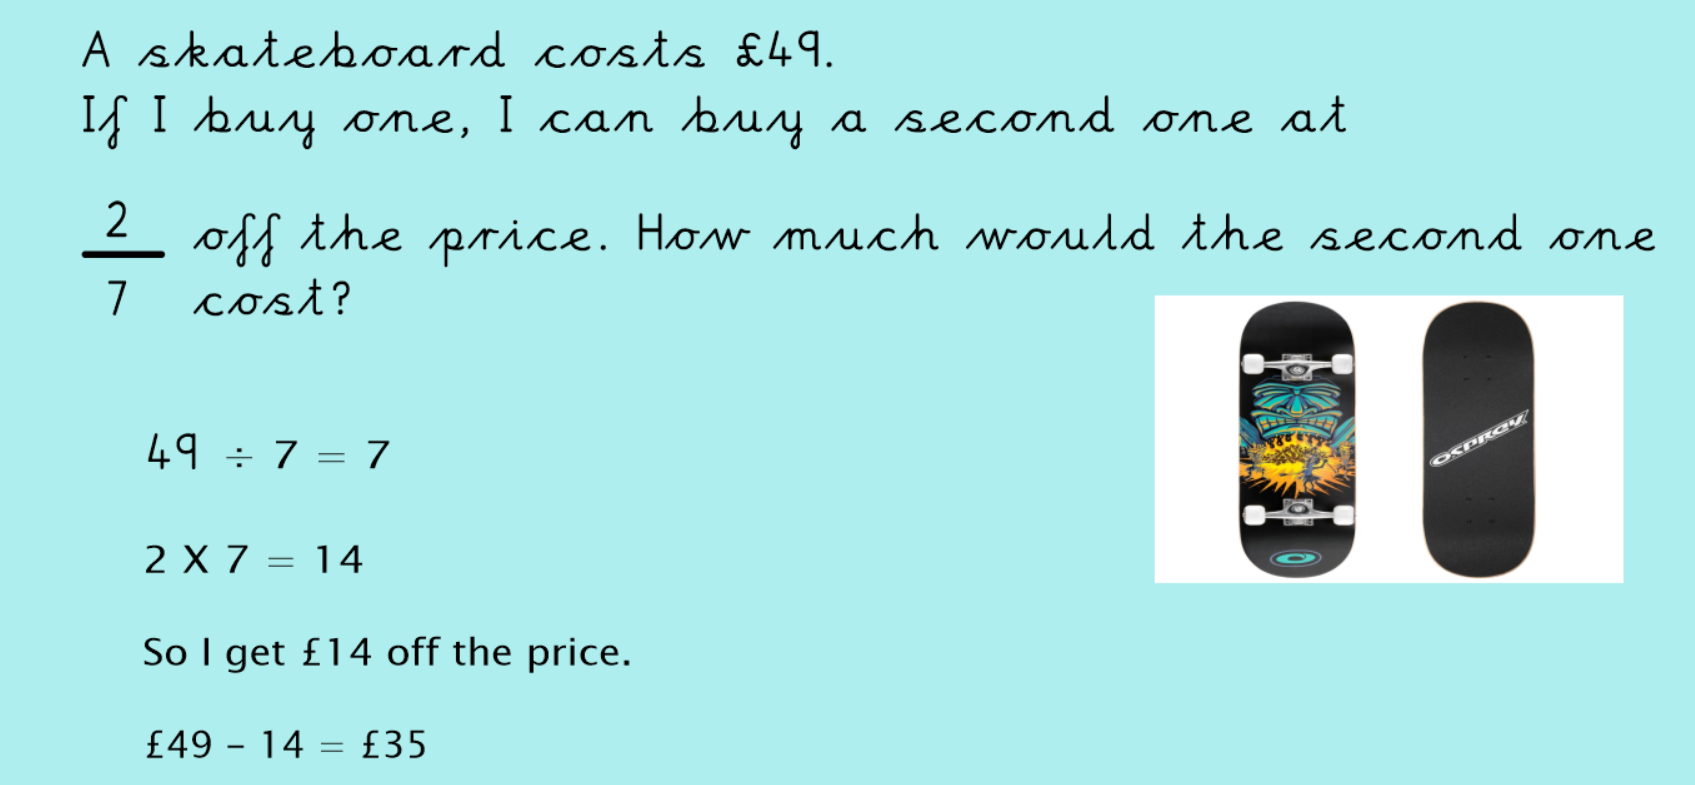 A skateboard costs £49.
If I buy one, I can buy a second one at
2/7 off the price. How much would the second one
cost?
49 ÷ 7 = 7
2 X 7 = 14
So I get £14 off the price.
£49 – 14 = £35
OSPREY